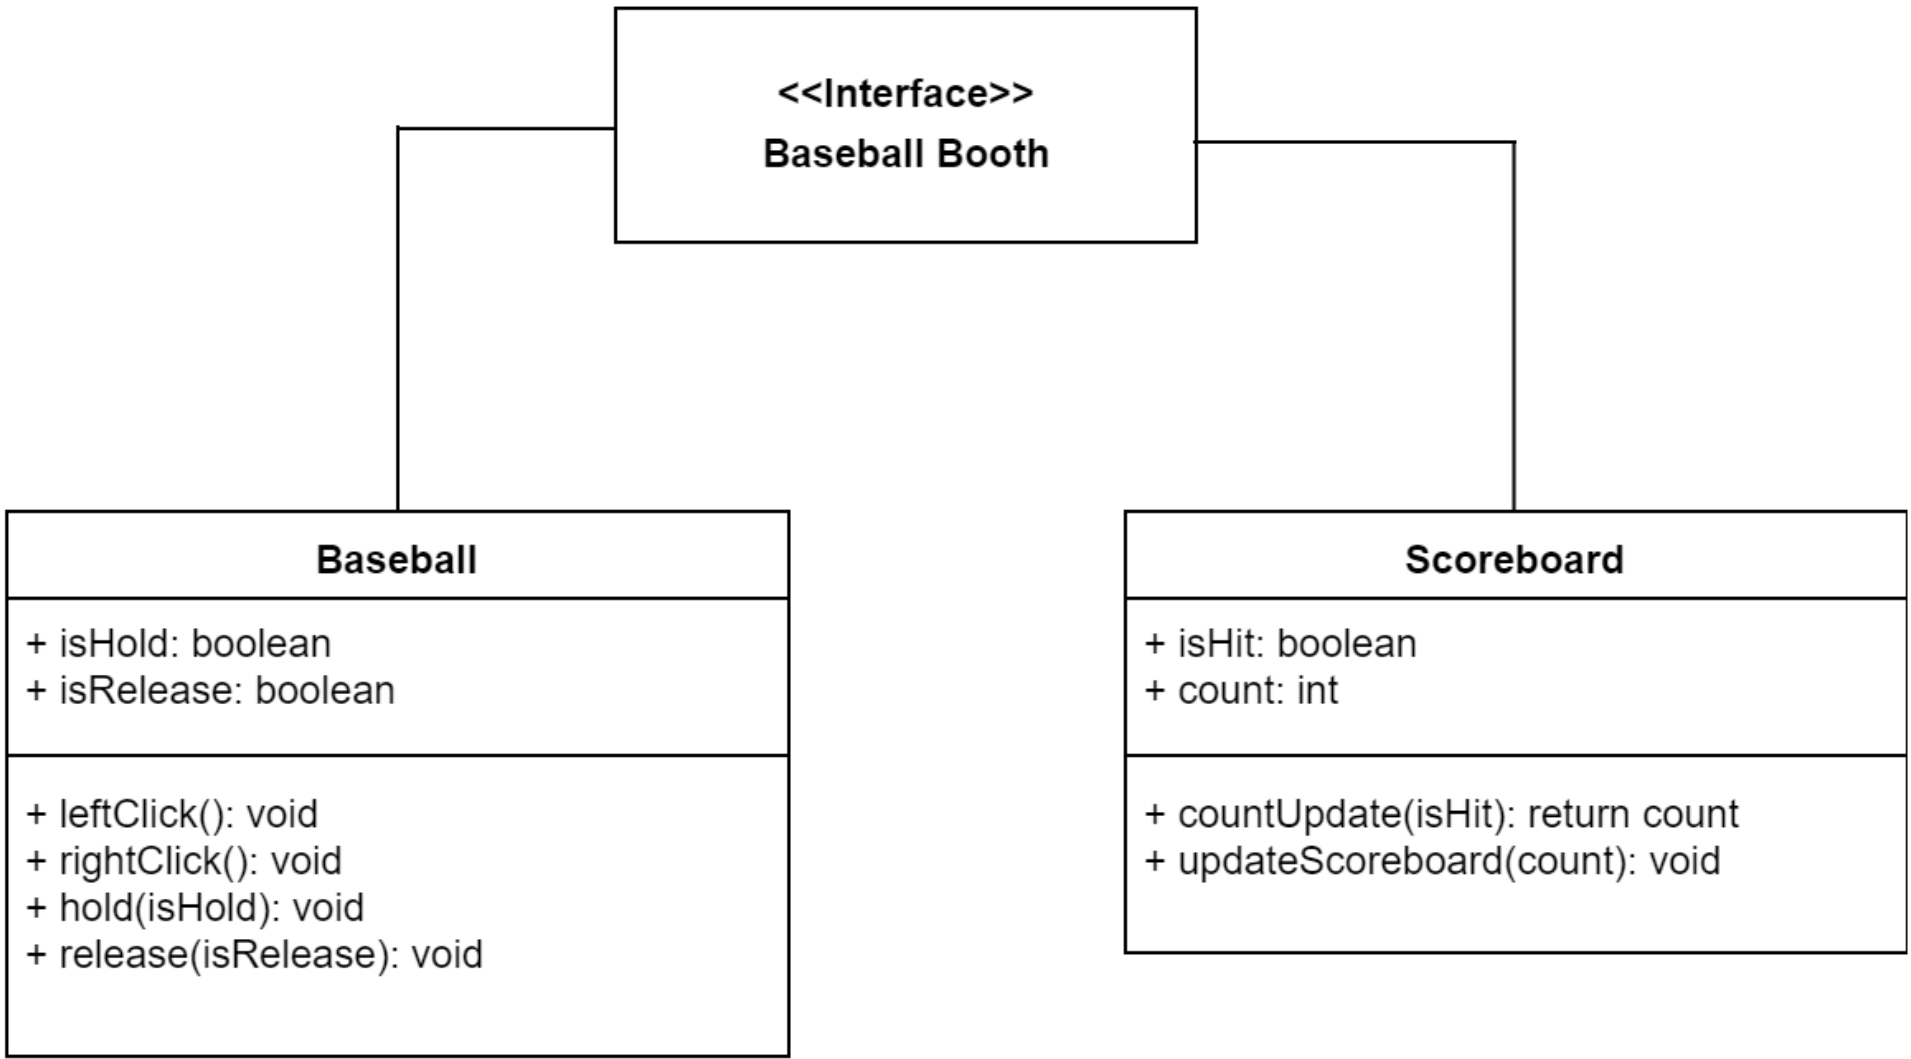 <<Interface>>
Baseball Booth
Baseball
+ isHold: boolean
+ isRelease: boolean
+ leftClick(): void
+ rightClick(): void
+ hold(isHold): void
+ release(isRelease): void
Scoreboard
+ isHit: boolean
+ count: int
+ countUpdate(isHit): return count
+ updateScoreboard(count): void